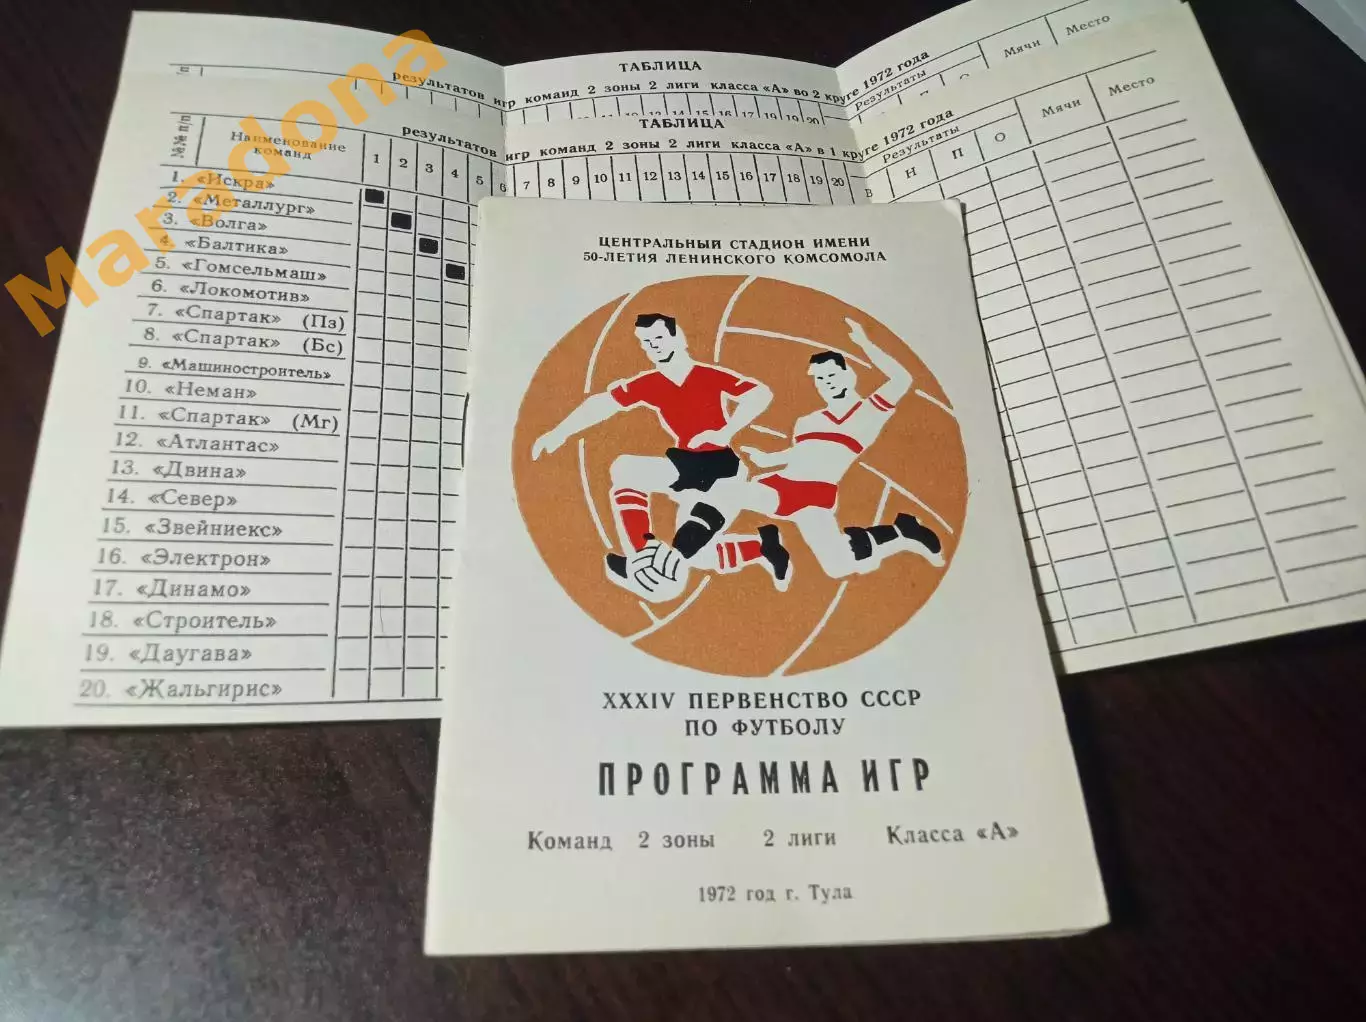 Maradona
ТАБЛИЦА
результатов игр команд 2 зоны 2 лиги класса «А» во 2 круге 1972 года
Результаты Мячи Место
ТАБЛИЦА
результатов игр команд 2 зоны 2 лиги класса «А» в 1 круге 1972 года
№№ п/п Наименование команд 1 2 3 4 5 6 7 8 9 10 11 12 13 14 15 16 17 18 19 20 Результаты Мячи Место
В Н П О
1. «Искра»
2. «Металлург»
3. «Волга»
4. «Балтика»
5. «Гомсельмаш»
6. «Локомотив»
7. «Спартак» (Пз)
8. «Спартак» (Бс)
9. «Машиностроитель»
10. «Неман»
11. «Спартак» (Мг)
12. «Атлантас»
13. «Двина»
14. «Север»
15. «Звейниекс»
16. «Электрон»
17. «Динамо»
18. «Строитель»
19. «Даугава»
20. «Жальгирис»
ЦЕНТРАЛЬНЫЙ СТАДИОН ИМЕНИ
50-ЛЕТИЯ ЛЕНИНСКОГО КОМСОМОЛА
XXXIV ПЕРВЕНСТВО СССР
ПО ФУТБОЛУ
ПРОГРАММА ИГР
Команд 2 зоны 2 лиги Класса «А»
1972 год г. Тула